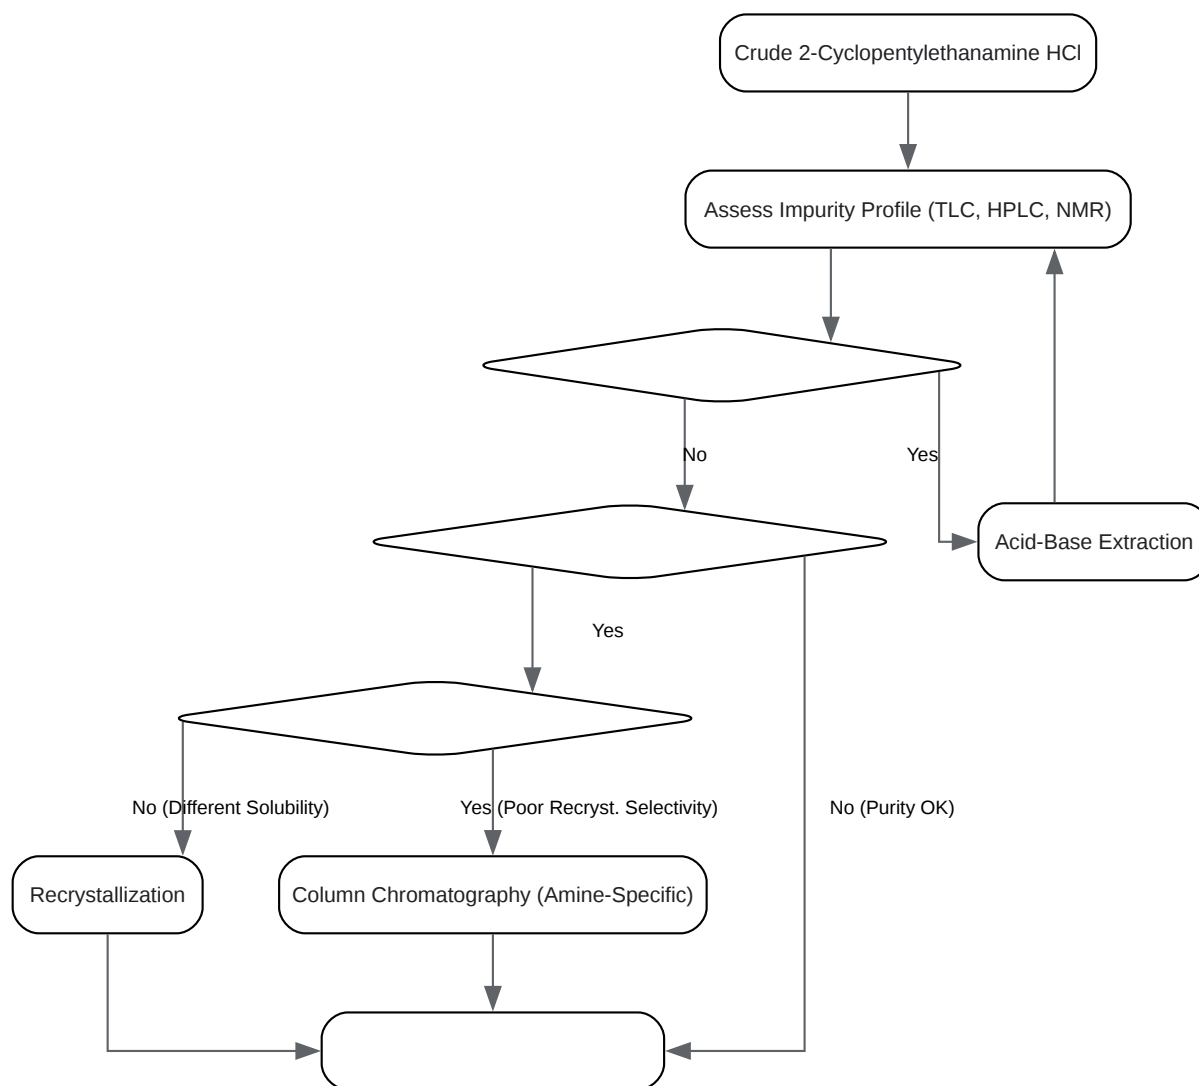 Crude 2-Cyclopentylethanamine HCl
Assess Impurity Profile (TLC, HPLC, NMR)
No
Yes
Acid-Base Extraction
Yes
No (Different Solubility)
Yes (Poor Recryst. Selectivity)
No (Purity OK)
Recrystallization
Column Chromatography (Amine-Specific)